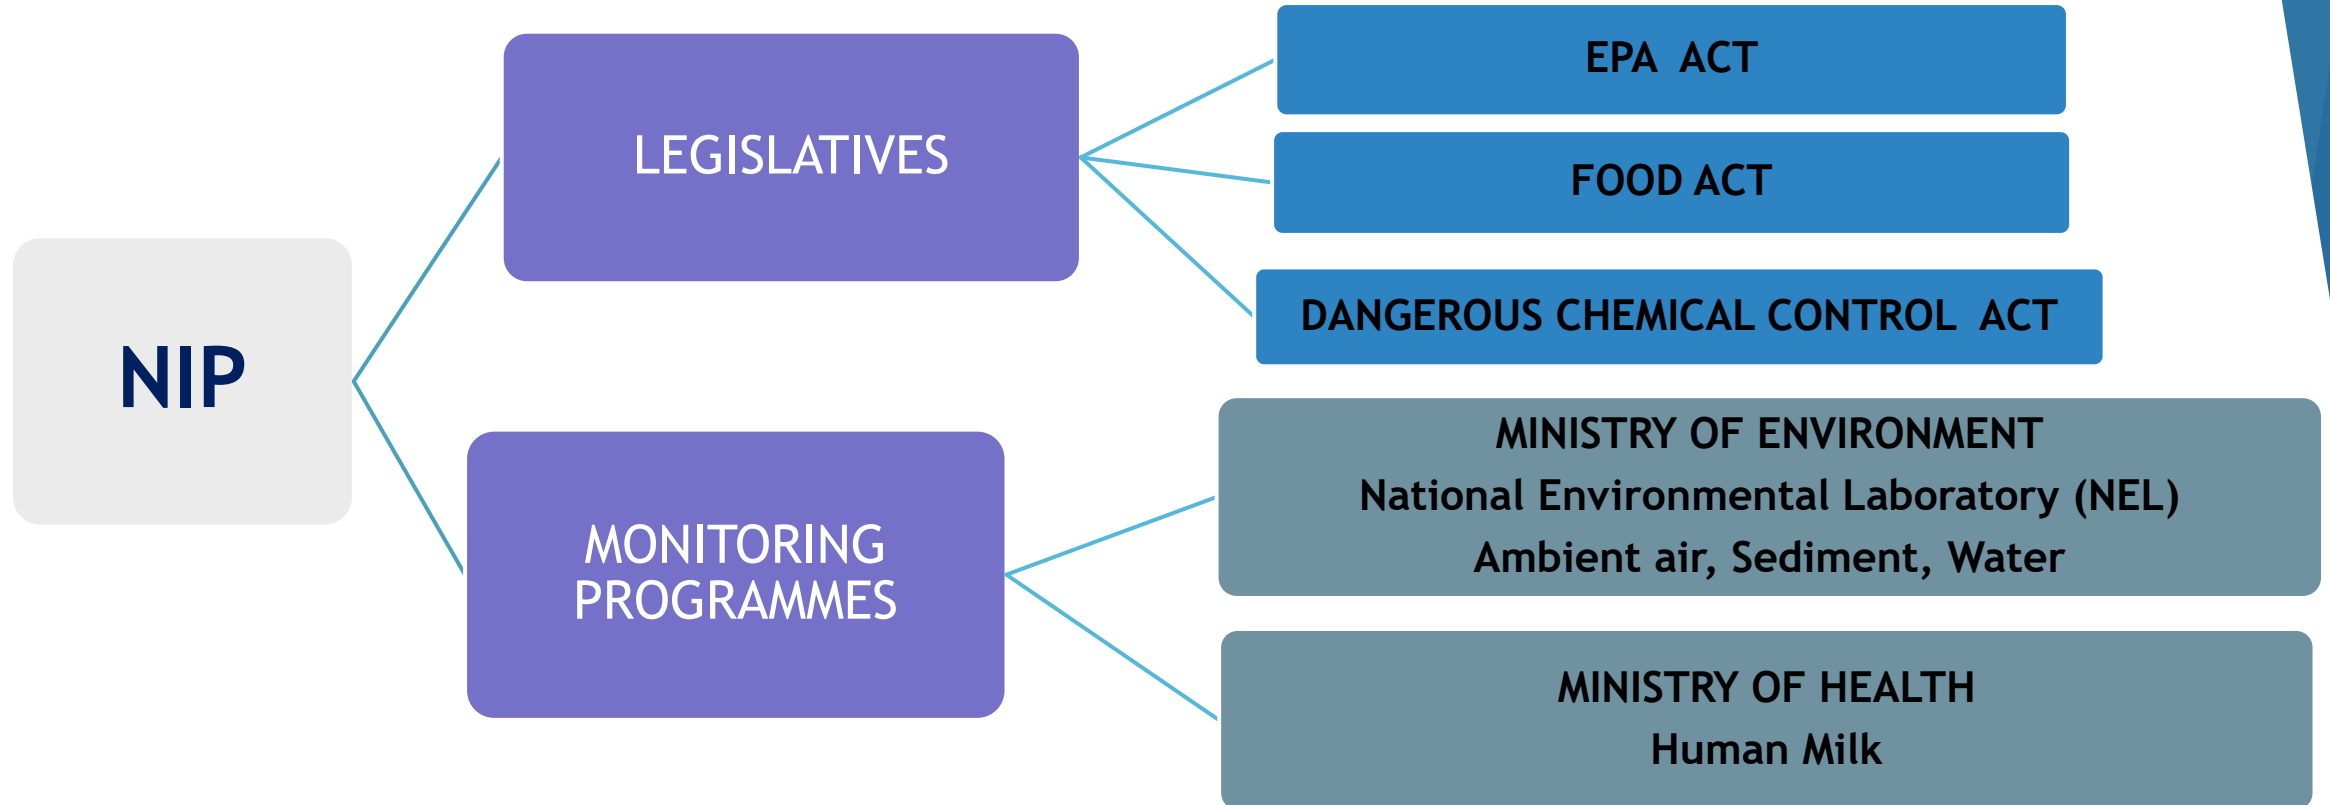 NIP
LEGISLATIVES
EPA ACT
FOOD ACT
DANGEROUS CHEMICAL CONTROL ACT
MONITORING
PROGRAMMES
MINISTRY OF ENVIRONMENT
National Environmental Laboratory (NEL)
Ambient air, Sediment, Water
MINISTRY OF HEALTH
Human Milk